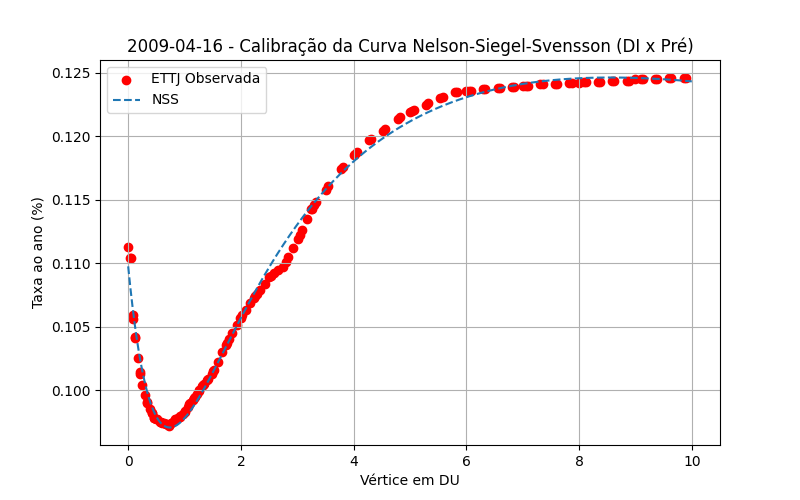 2009-04-16 - Calibração da Curva Nelson-Siegel-Svensson (DI x Pré)
ETTJ Observada
NSS
Taxa ao ano (%)
0.125
0.120
0.115
0.110
0.105
0.100
0
2
4
6
8
10
Vértice em DU